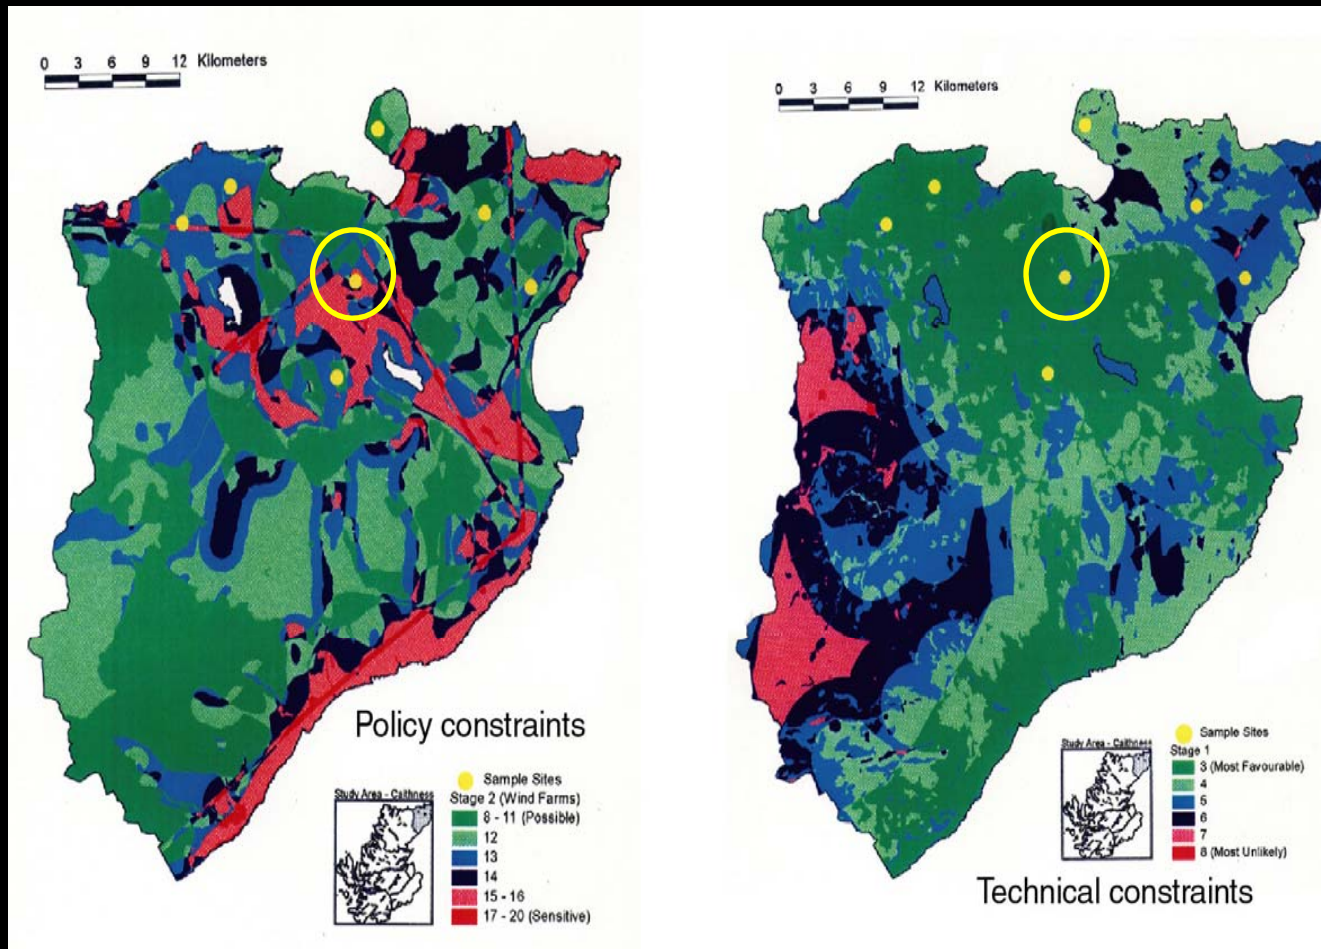 0 3 6 9 12 Kilometers
Policy constraints
Study Area - Caithness
Sample Sites
Stage 2 (Wind Farms)
8 - 11 (Possible)
12
13
14
15 - 16
17 - 20 (Sensitive)
0 3 6 9 12 Kilometers
Study Area - Caithness
Sample Sites
Stage 1
3 (Most Favourable)
4
5
6
7
8 (Most Unlikely)
Technical constraints